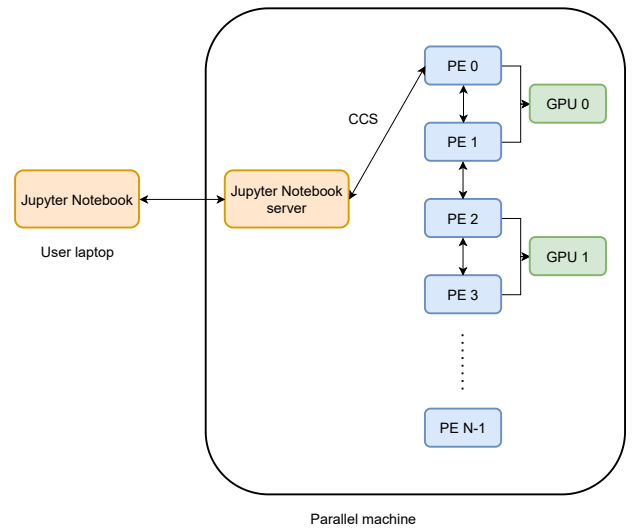 PE 0
GPU 0
CCS
PE 1
Jupyter Notebook
Jupyter Notebook
server
PE 2
User laptop
GPU 1
PE 3
PE N-1
Parallel machine